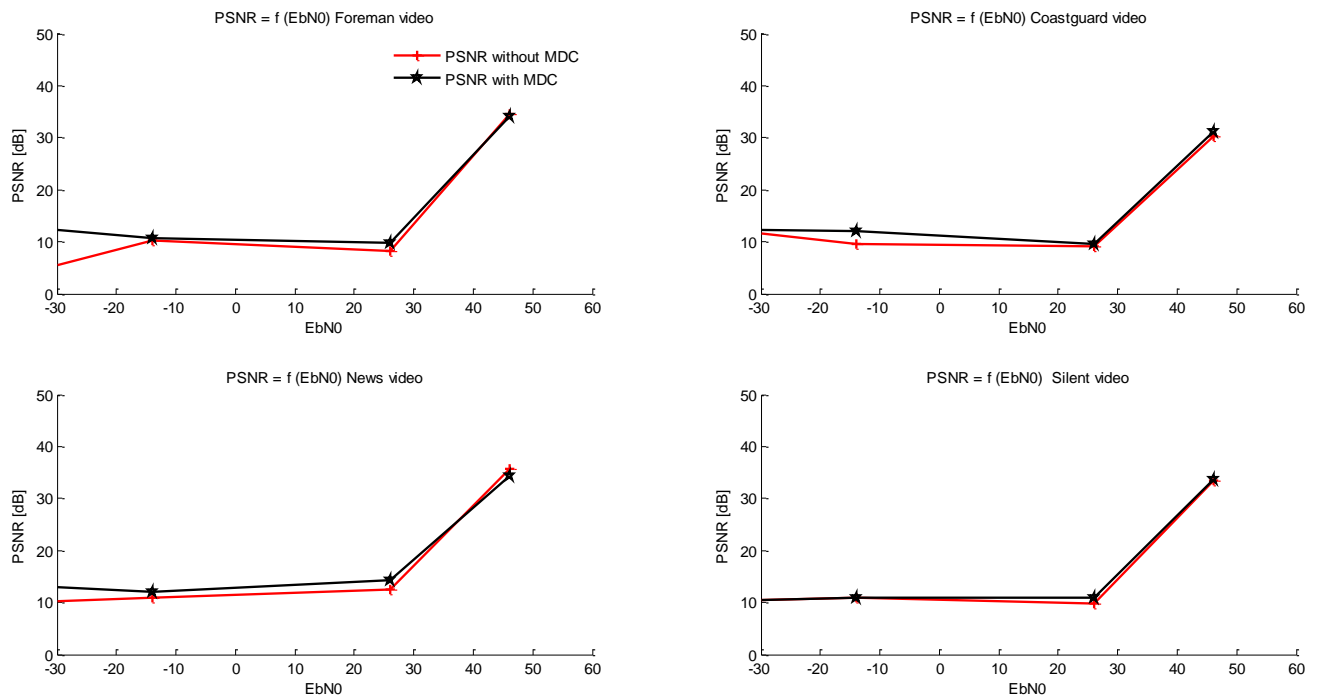 PSNR = f (EbN0) Foreman video
50
40
30
20
10
0
PSNR [dB]
PSNR without MDC
PSNR with MDC
-30 -20 -10 0 10 20 30 40 50 60
EbN0
PSNR = f (EbN0) Coastguard video
50
40
30
20
10
0
PSNR [dB]
-30 -20 -10 0 10 20 30 40 50 60
EbN0
PSNR = f (EbN0) News video
50
40
30
20
10
0
PSNR [dB]
-30 -20 -10 0 10 20 30 40 50 60
EbN0
PSNR = f (EbN0) Silent video
50
40
30
20
10
0
PSNR [dB]
-30 -20 -10 0 10 20 30 40 50 60
EbN0